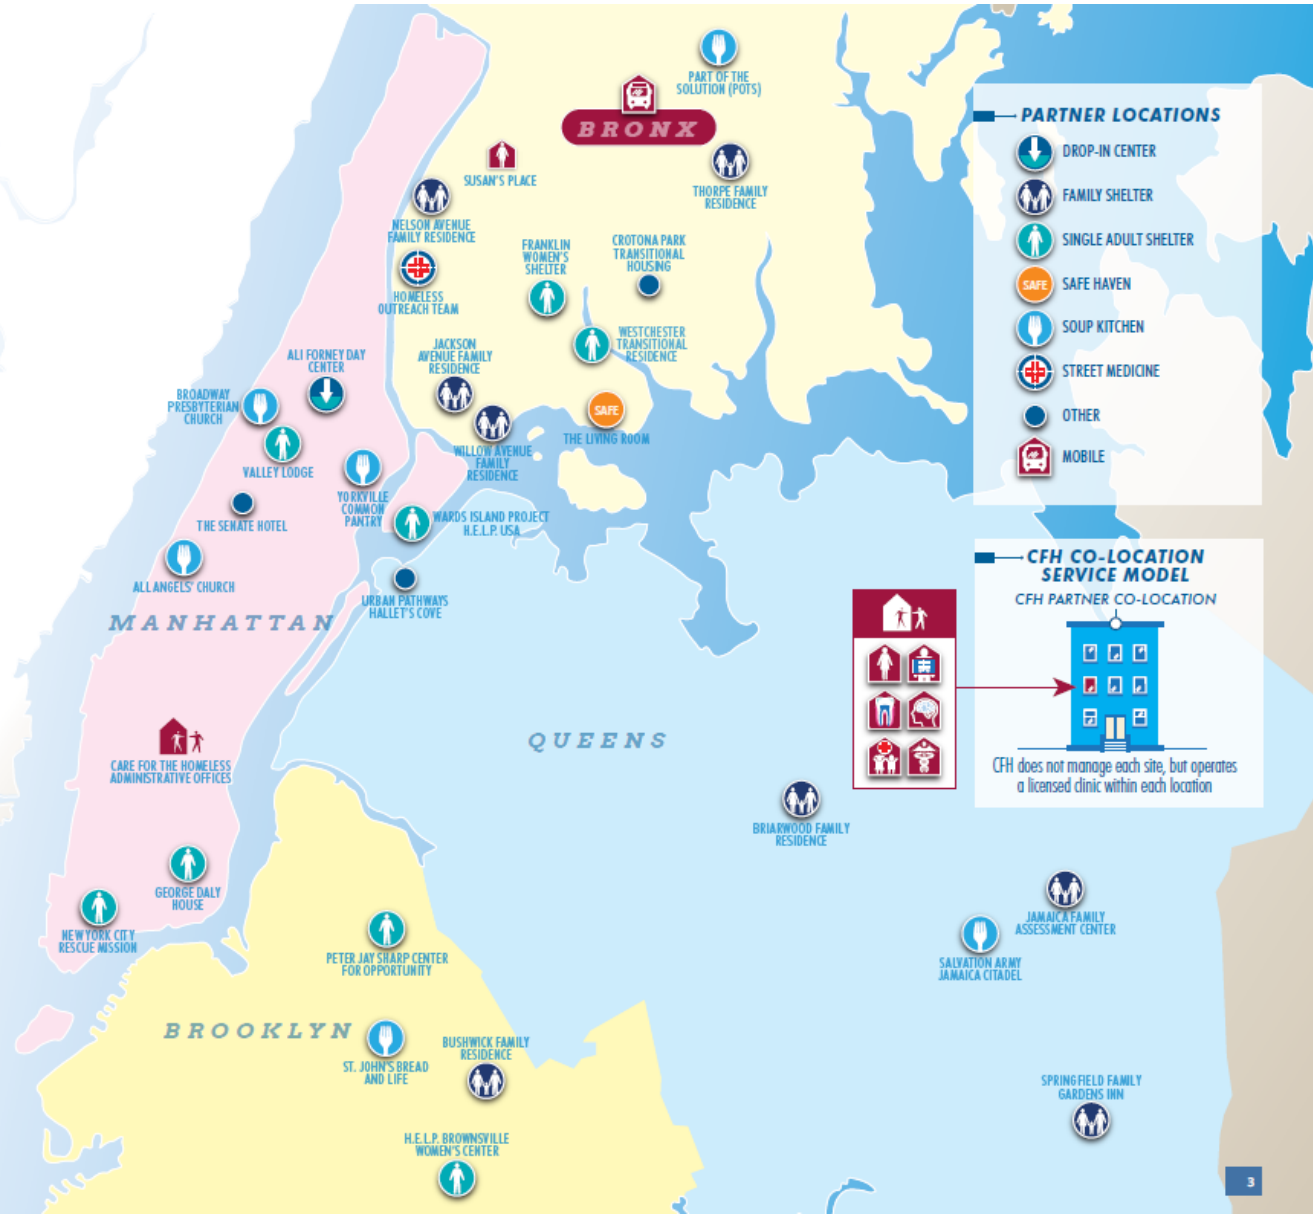 PART OF THE
SOLUTION (POTS)
BRONX
SUSAN'S PLACE
THORPE FAMILY
RESIDENCE
NELSON AVENUE
FAMILY RESIDENCE
FRANKLIN
WOMEN'S
SHELTER
CROTONA PARK
TRANSITIONAL
HOUSING
HOMELESS
OUTREACH TEAM
WESTCHESTER
TRANSITIONAL
RESIDENCE
JACKSON
AVENUE FAMILY
RESIDENCE
ALI FORNEY DAY
CENTER
BROADWAY
PRESBYTERIAN
CHURCH
SAFE
THE LIVING ROOM
WILLOW AVENUE
FAMILY
RESIDENCE
VALLEY LODGE
YORKVILLE
COMMON
PANTRY
THE SENATE HOTEL
WARDS ISLAND PROJECT
H.E.L.P. USA
ALL ANGELS' CHURCH
URBAN PATHWAYS
HALLET'S COVE
MANHATTAN
QUEENS
CARE FOR THE HOMELESS
ADMINISTRATIVE OFFICES
BRIARWOOD FAMILY
RESIDENCE
GEORGE DALY
HOUSE
NEW YORK CITY
RESCUE MISSION
JAMAICA FAMILY
ASSESSMENT CENTER
SALVATION ARMY
JAMAICA CITADEL
PETER JAY SHARP CENTER
FOR OPPORTUNITY
BROOKLYN
ST. JOHN'S BREAD
AND LIFE
BUSHWICK FAMILY
RESIDENCE
SPRINGFIELD FAMILY
GARDENS INN
H.E.L.P. BROWNSVILLE
WOMEN'S CENTER
PARTNER LOCATIONS
DROP-IN CENTER
FAMILY SHELTER
SINGLE ADULT SHELTER
SAFE
SAFE HAVEN
SOUP KITCHEN
STREET MEDICINE
OTHER
MOBILE
CFH CO-LOCATION
SERVICE MODEL
CFH PARTNER CO-LOCATION
CFH does not manage each site, but operates
a licensed clinic within each location
3